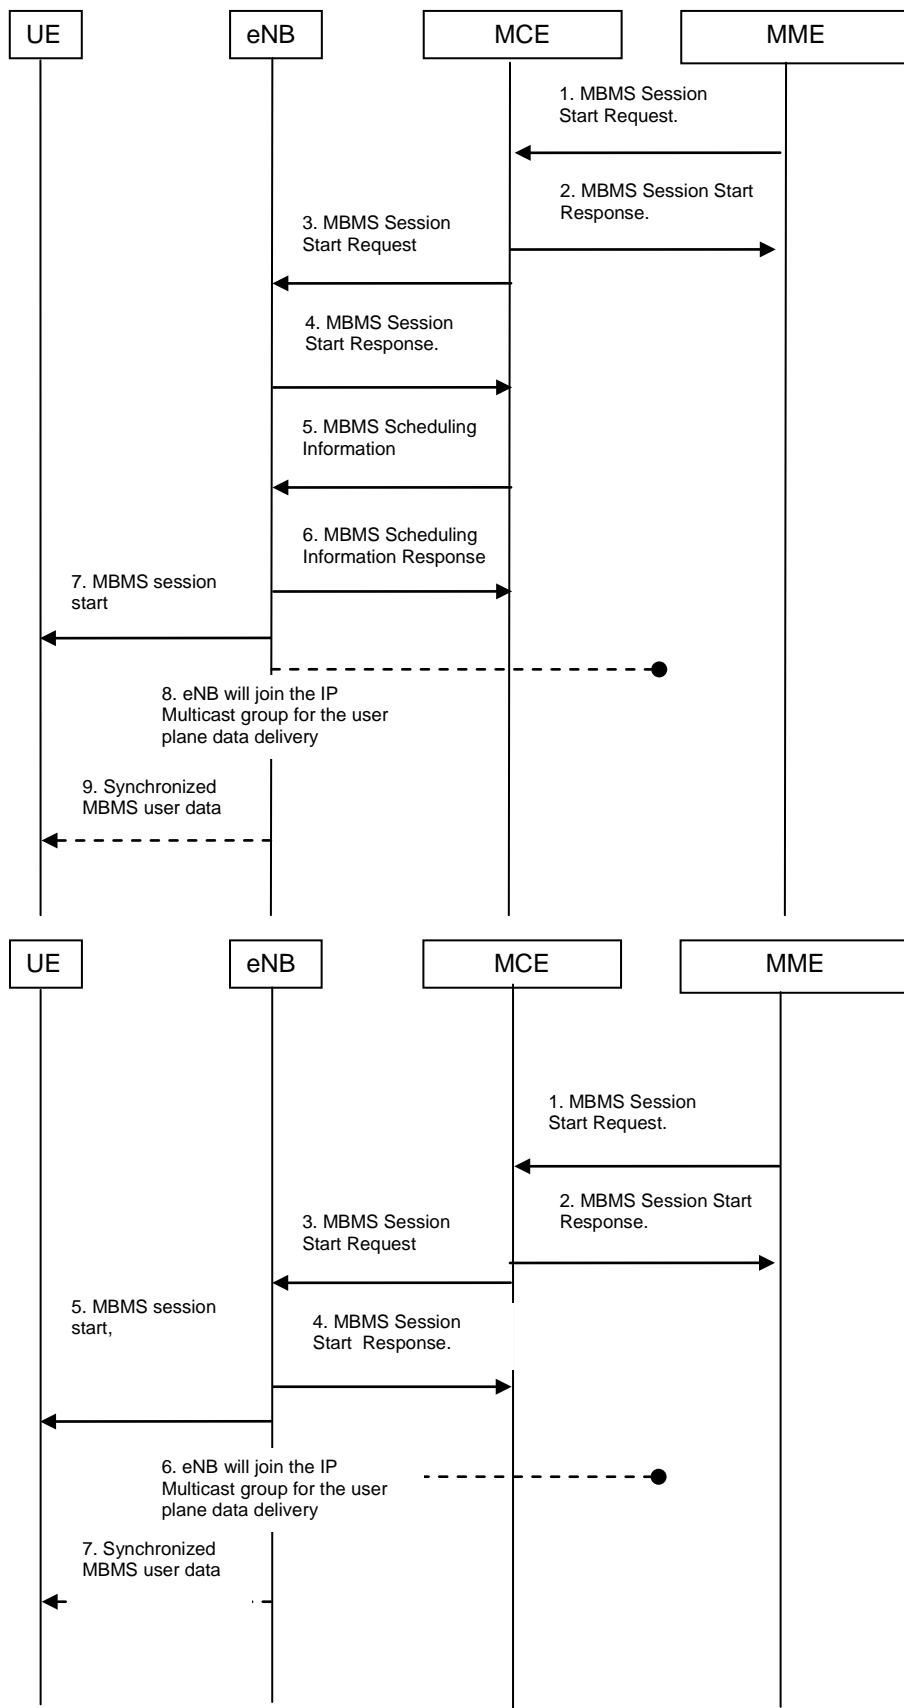 UE
eNB
MCE
MME
1. MBMS Session
Start Request.
2. MBMS Session Start
Response.
3. MBMS Session
Start Request
4. MBMS Session
Start Response.
5. MBMS Scheduling
Information
6. MBMS Scheduling
Information Response
7. MBMS session
start
8. eNB will join the IP
Multicast group for the user
plane data delivery
9. Synchronized
MBMS user data
UE
eNB
MCE
MME
1. MBMS Session
Start Request.
2. MBMS Session Start
Response.
3. MBMS Session
Start Request
5. MBMS session
start,
4. MBMS Session
Start  Response.
6. eNB will join the IP
Multicast group for the user
plane data delivery
7. Synchronized
MBMS user data